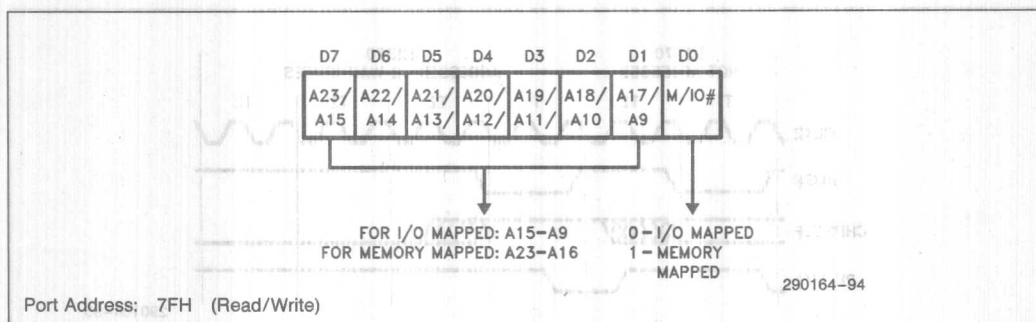 D7 D6 D5 D4 D3 D2 D1 D0
A23/ A22/ A21/ A20/ A19/ A18/ A17/ M/IO#
A15 A14 A13/ A12/ A11/ A10 A9
FOR I/O MAPPED: A15-A9 0-I/O MAPPED
FOR MEMORY MAPPED: A23-A16 1- MEMORY
MAPPED
290164-94
Port Address: 7FH (Read/Write)